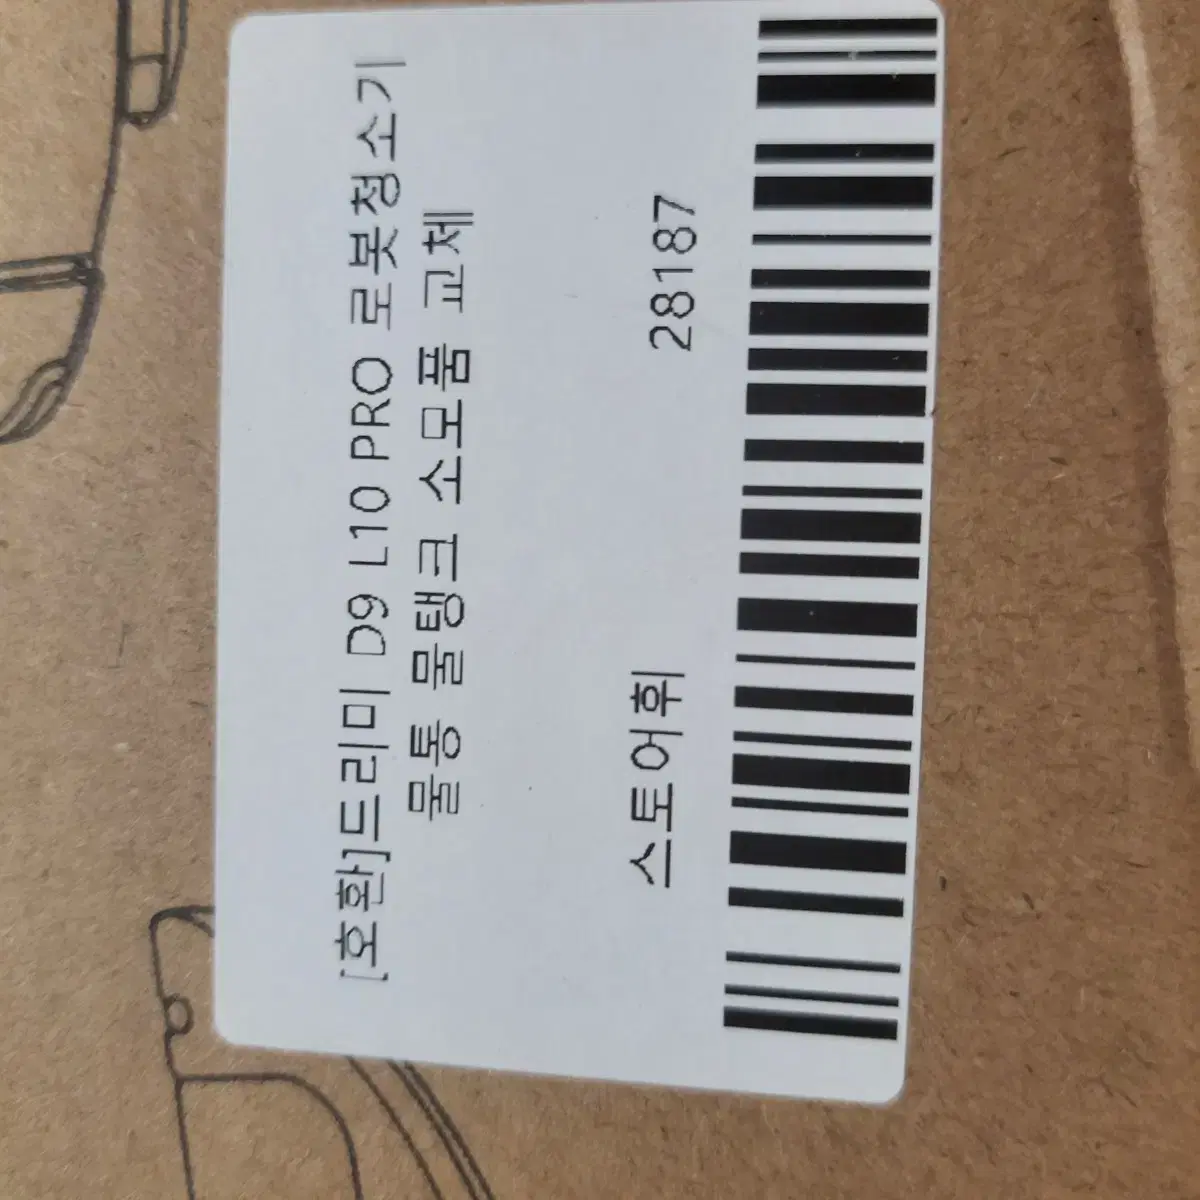 [호환]드리미 D9 L10 PRO 로봇청소기
물통 물탱크 소모품 교체
스토어휘 28187